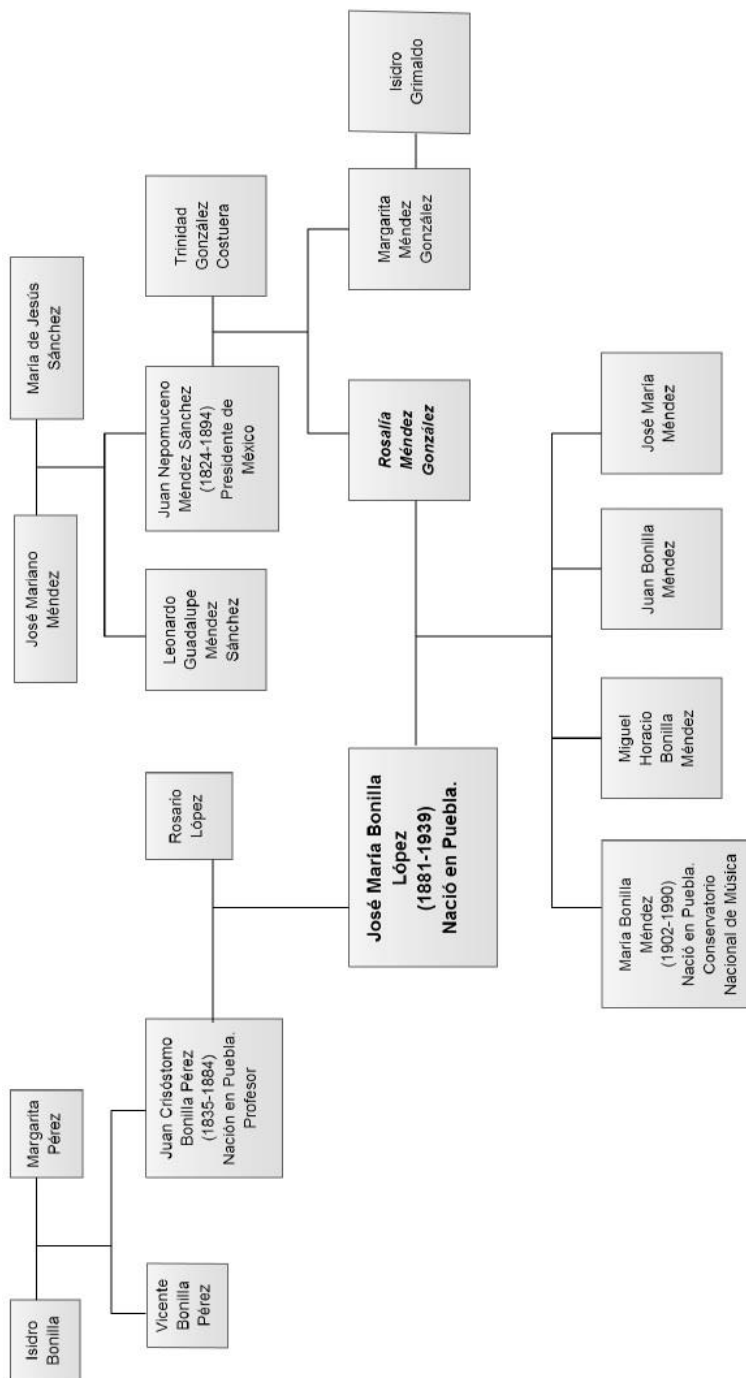 Isidro
Bonilla
Margarita
Pérez
José Mariano
Méndez
María de Jesús
Sánchez
Vicente
Bonilla
Pérez
Juan Crisóstomo
Bonilla Pérez
(1835-1884)
Nación en Puebla.
Profesor
Rosario
López
Leonardo
Guadalupe
Méndez
Sánchez
Juan Nepomuceno
Méndez Sánchez
(1824-1894)
Presidente de
México
Trinidad
González
Costuera
José María Bonilla
López
(1881-1939)
Nació en Puebla.
Rosalía
Méndez
González
Margarita
Méndez
González
Isidro
Grimaldo
María Bonilla
Méndez
(1902-1990)
Nació en Puebla.
Conservatorio
Nacional de Música
Miguel
Horacio
Bonilla
Méndez
Juan Bonilla
Méndez
José María
Méndez